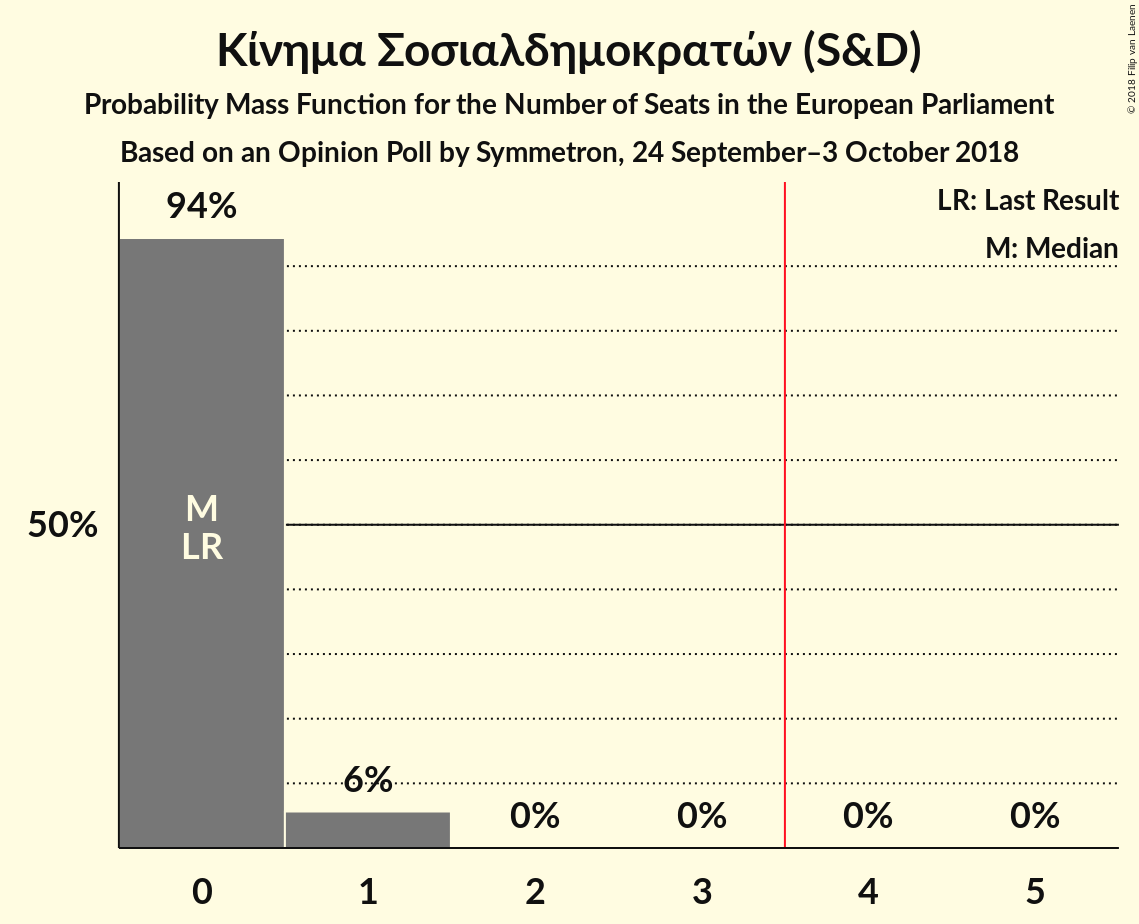 Κίνημα Σοσιαλδημοκρατών (S&D)
Probability Mass Function for the Number of Seats in the European Parliament
Based on an Opinion Poll by Symmetron, 24 September–3 October 2018
© 2018 Filip van Laenen
LR: Last Result
M: Median
94%
M
LR
50%
6%
0%
0%
0%
0%
0
1
2
3
4
5